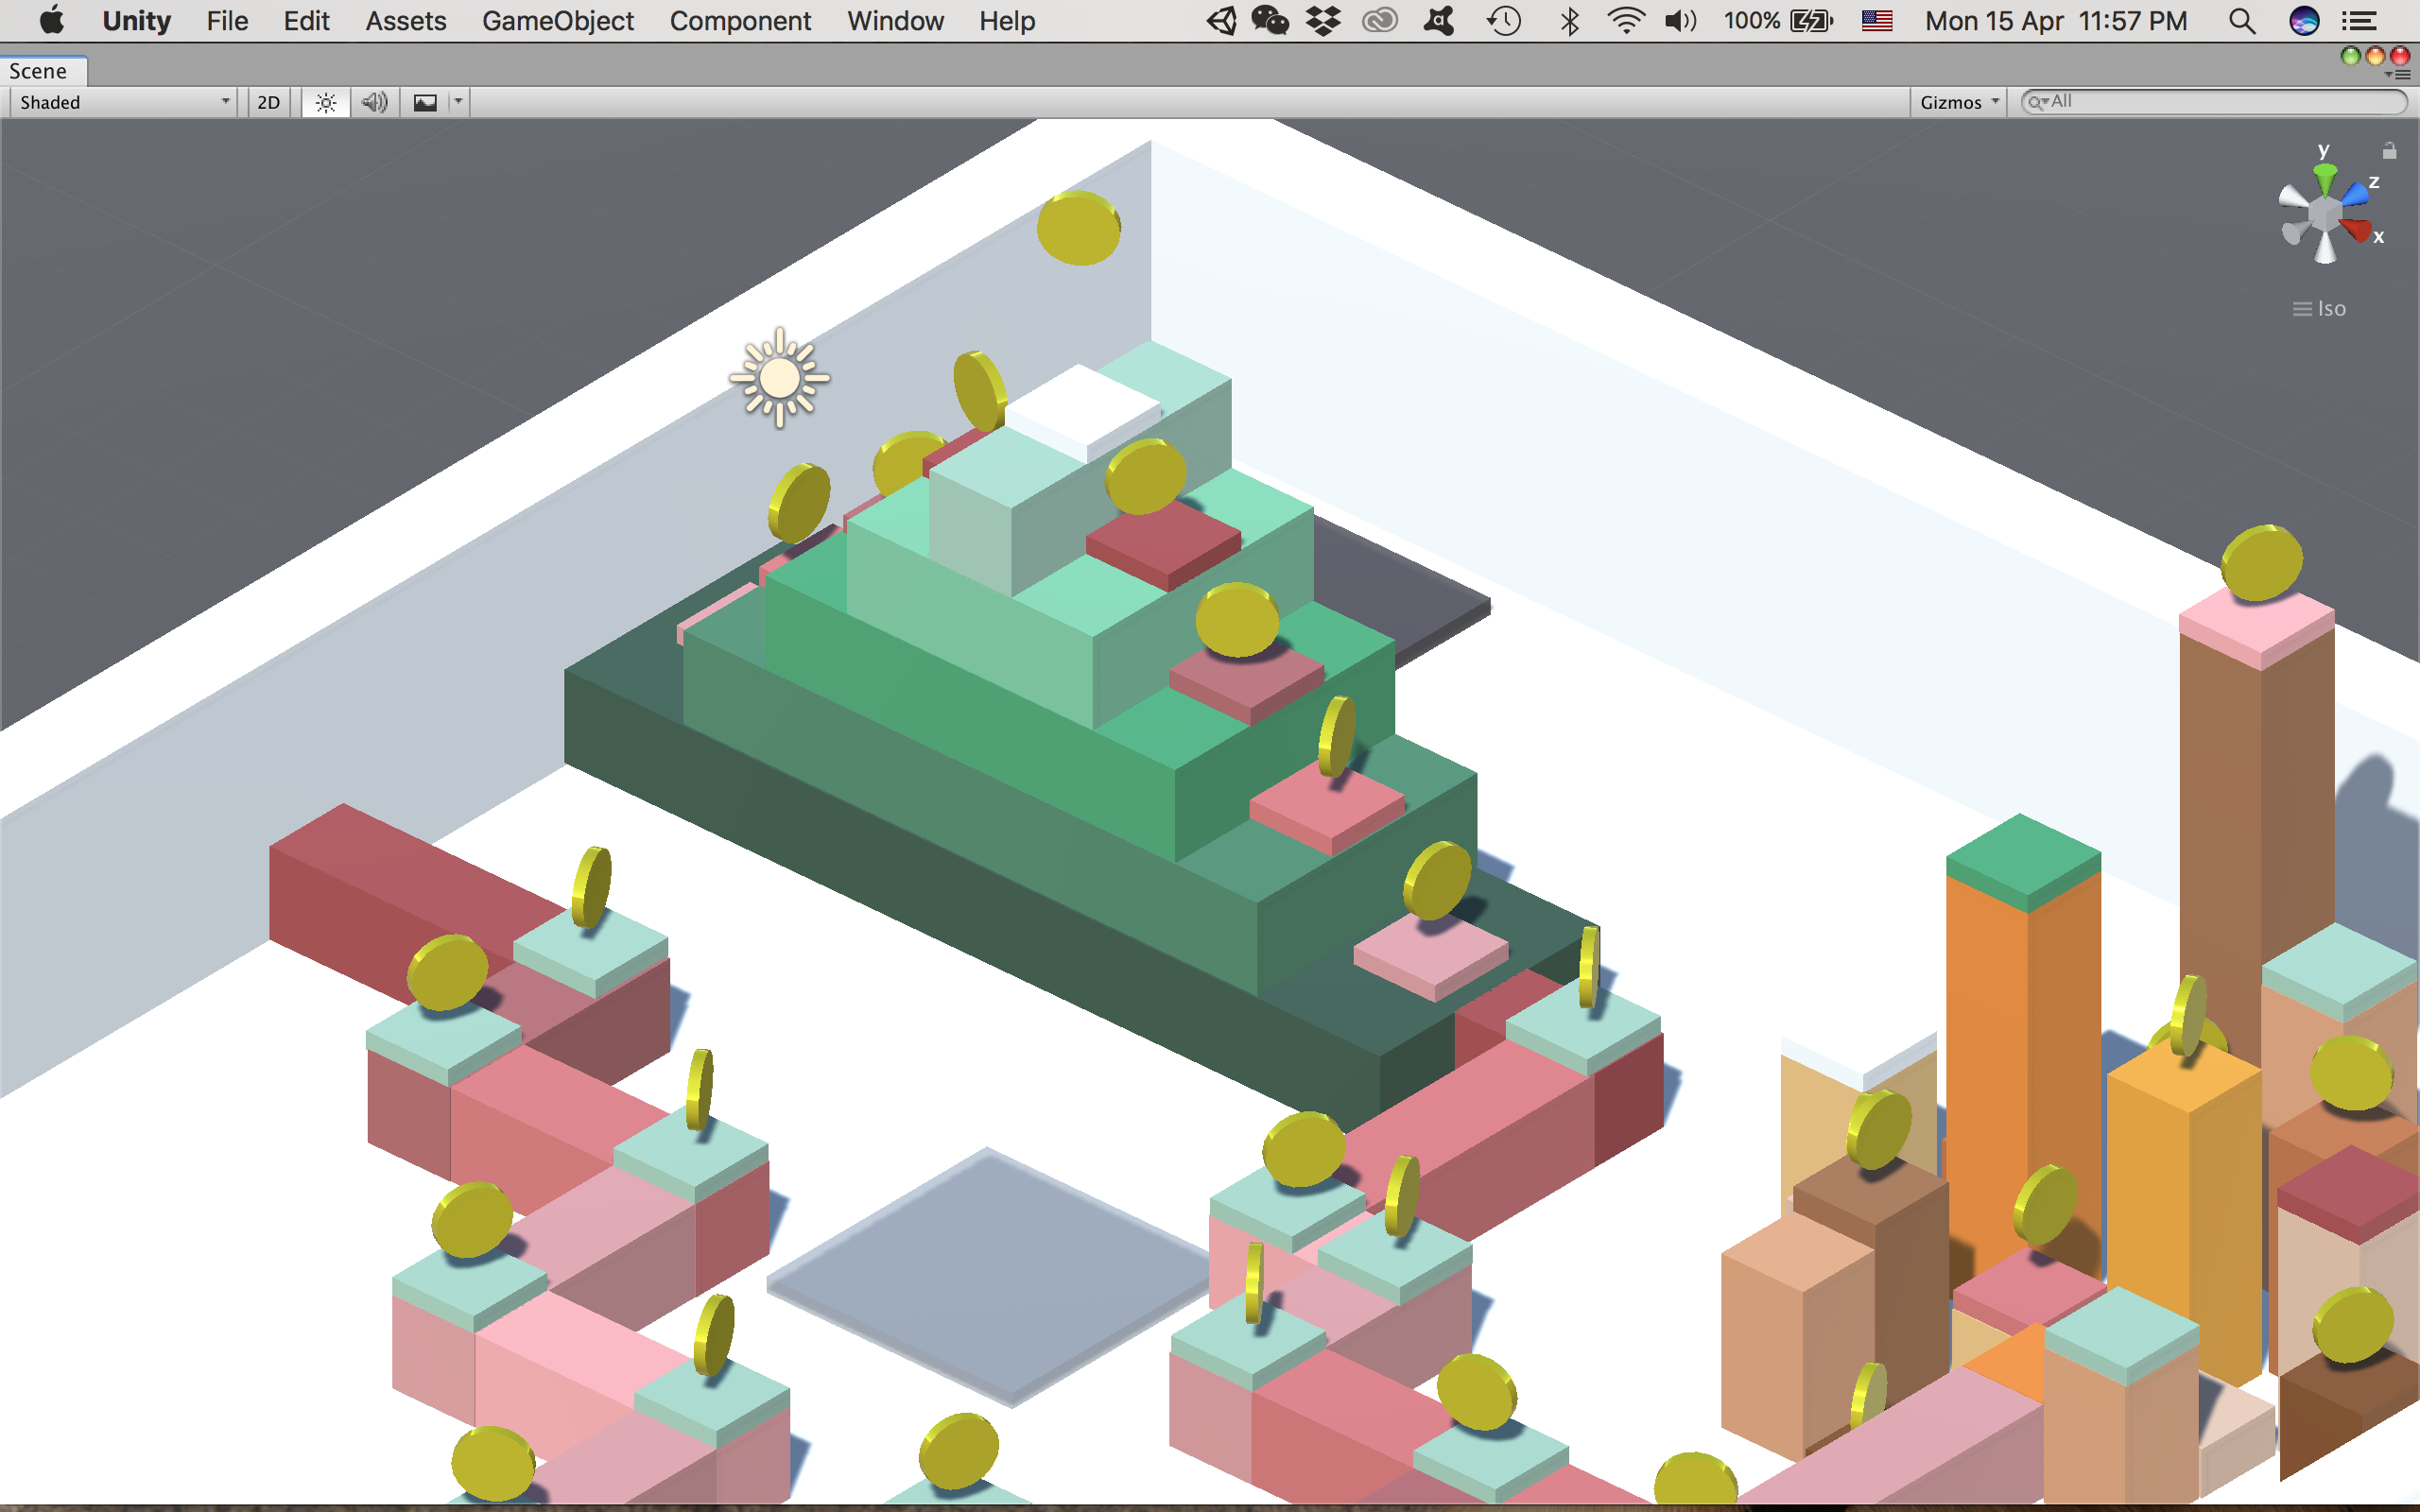 Unity File Edit Assets GameObject Component Window Help 100% Mon 15 Apr 11:57 PM
Scene
Shaded 2D Gizmos All
y
z
x
Iso